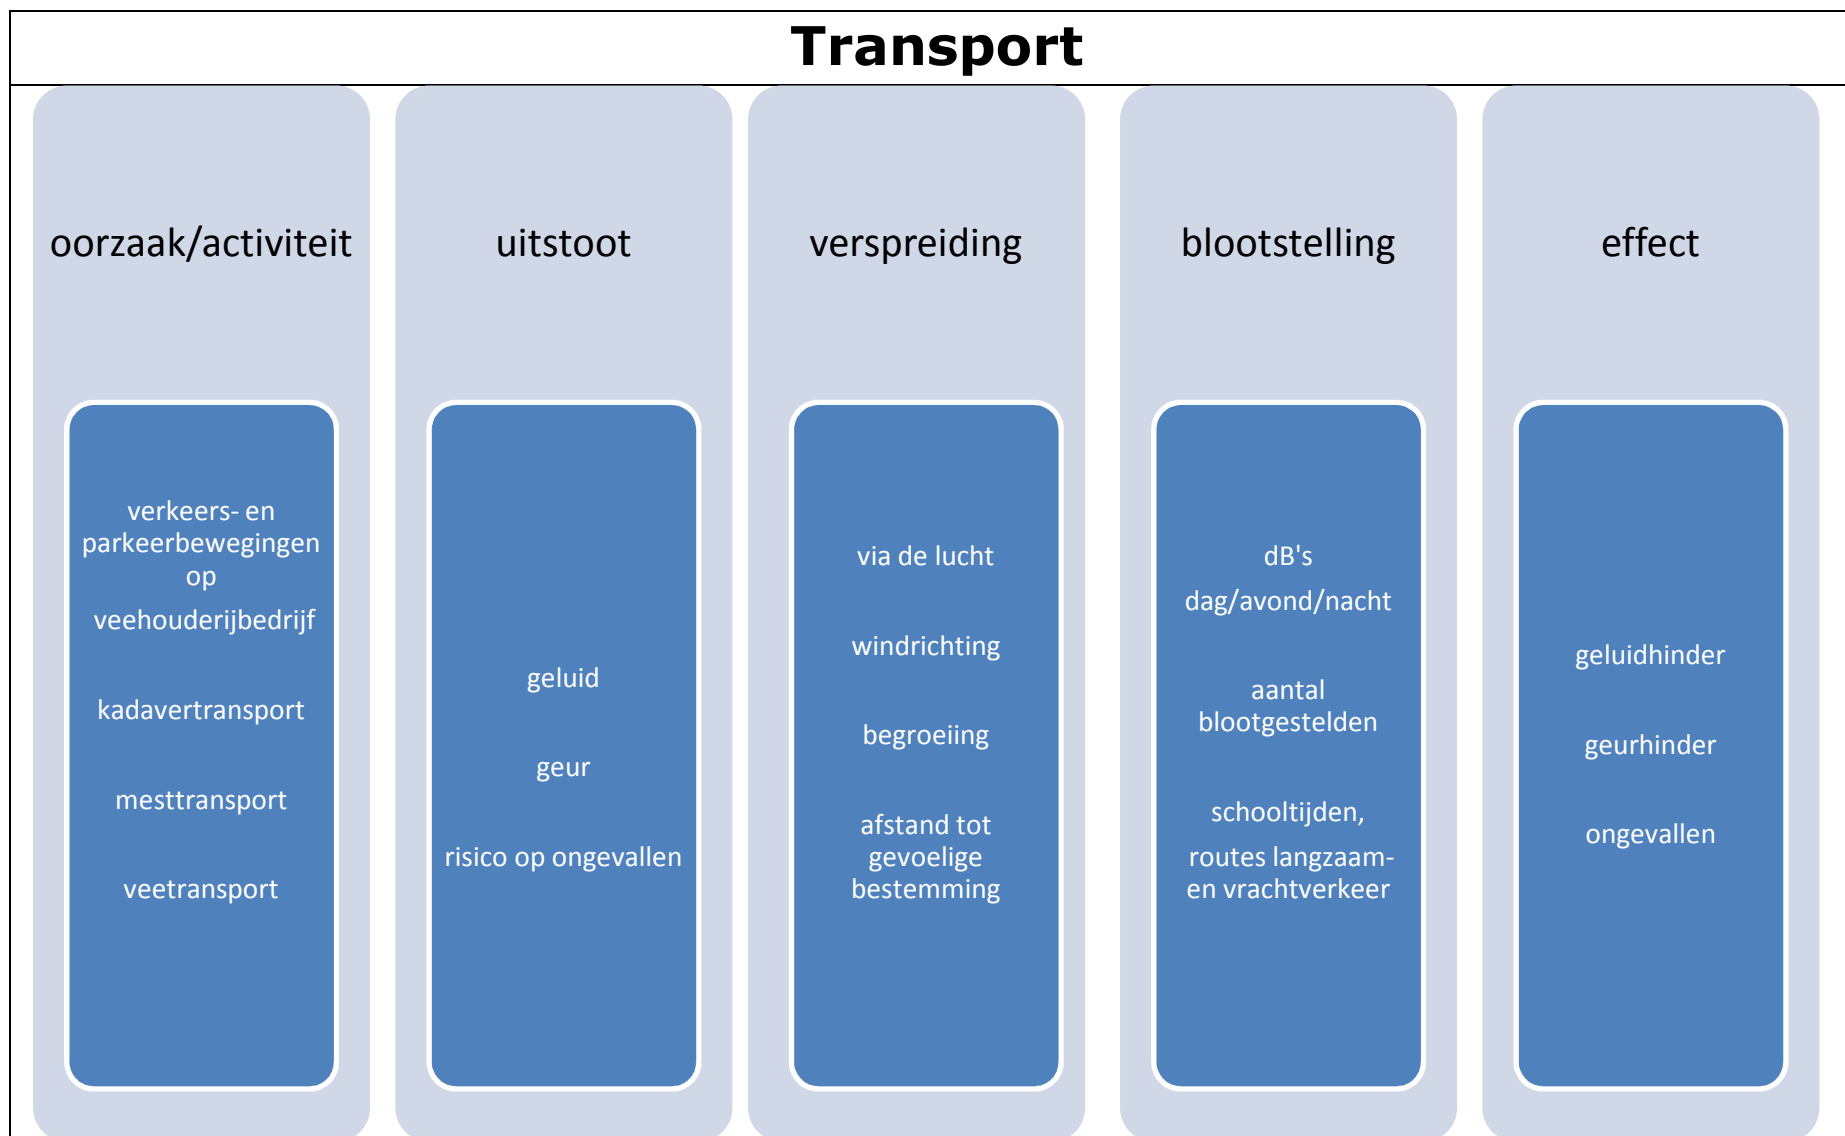 Transport
oorzaak/activiteit
verkeers- en
parkeerbewegingen
op
veehouderijbedrijf
kadavertransport
mesttransport
veetransport
uitstoot
geluid
geur
risico op ongevallen
verspreiding
via de lucht
windrichting
begroeiing
afstand tot
gevoelige
bestemming
blootstelling
dB's
dag/avond/nacht
aantal
blootgestelden
schooltijden,
routes langzaam-
en vrachtverkeer
effect
geluidhinder
geurhinder
ongevallen